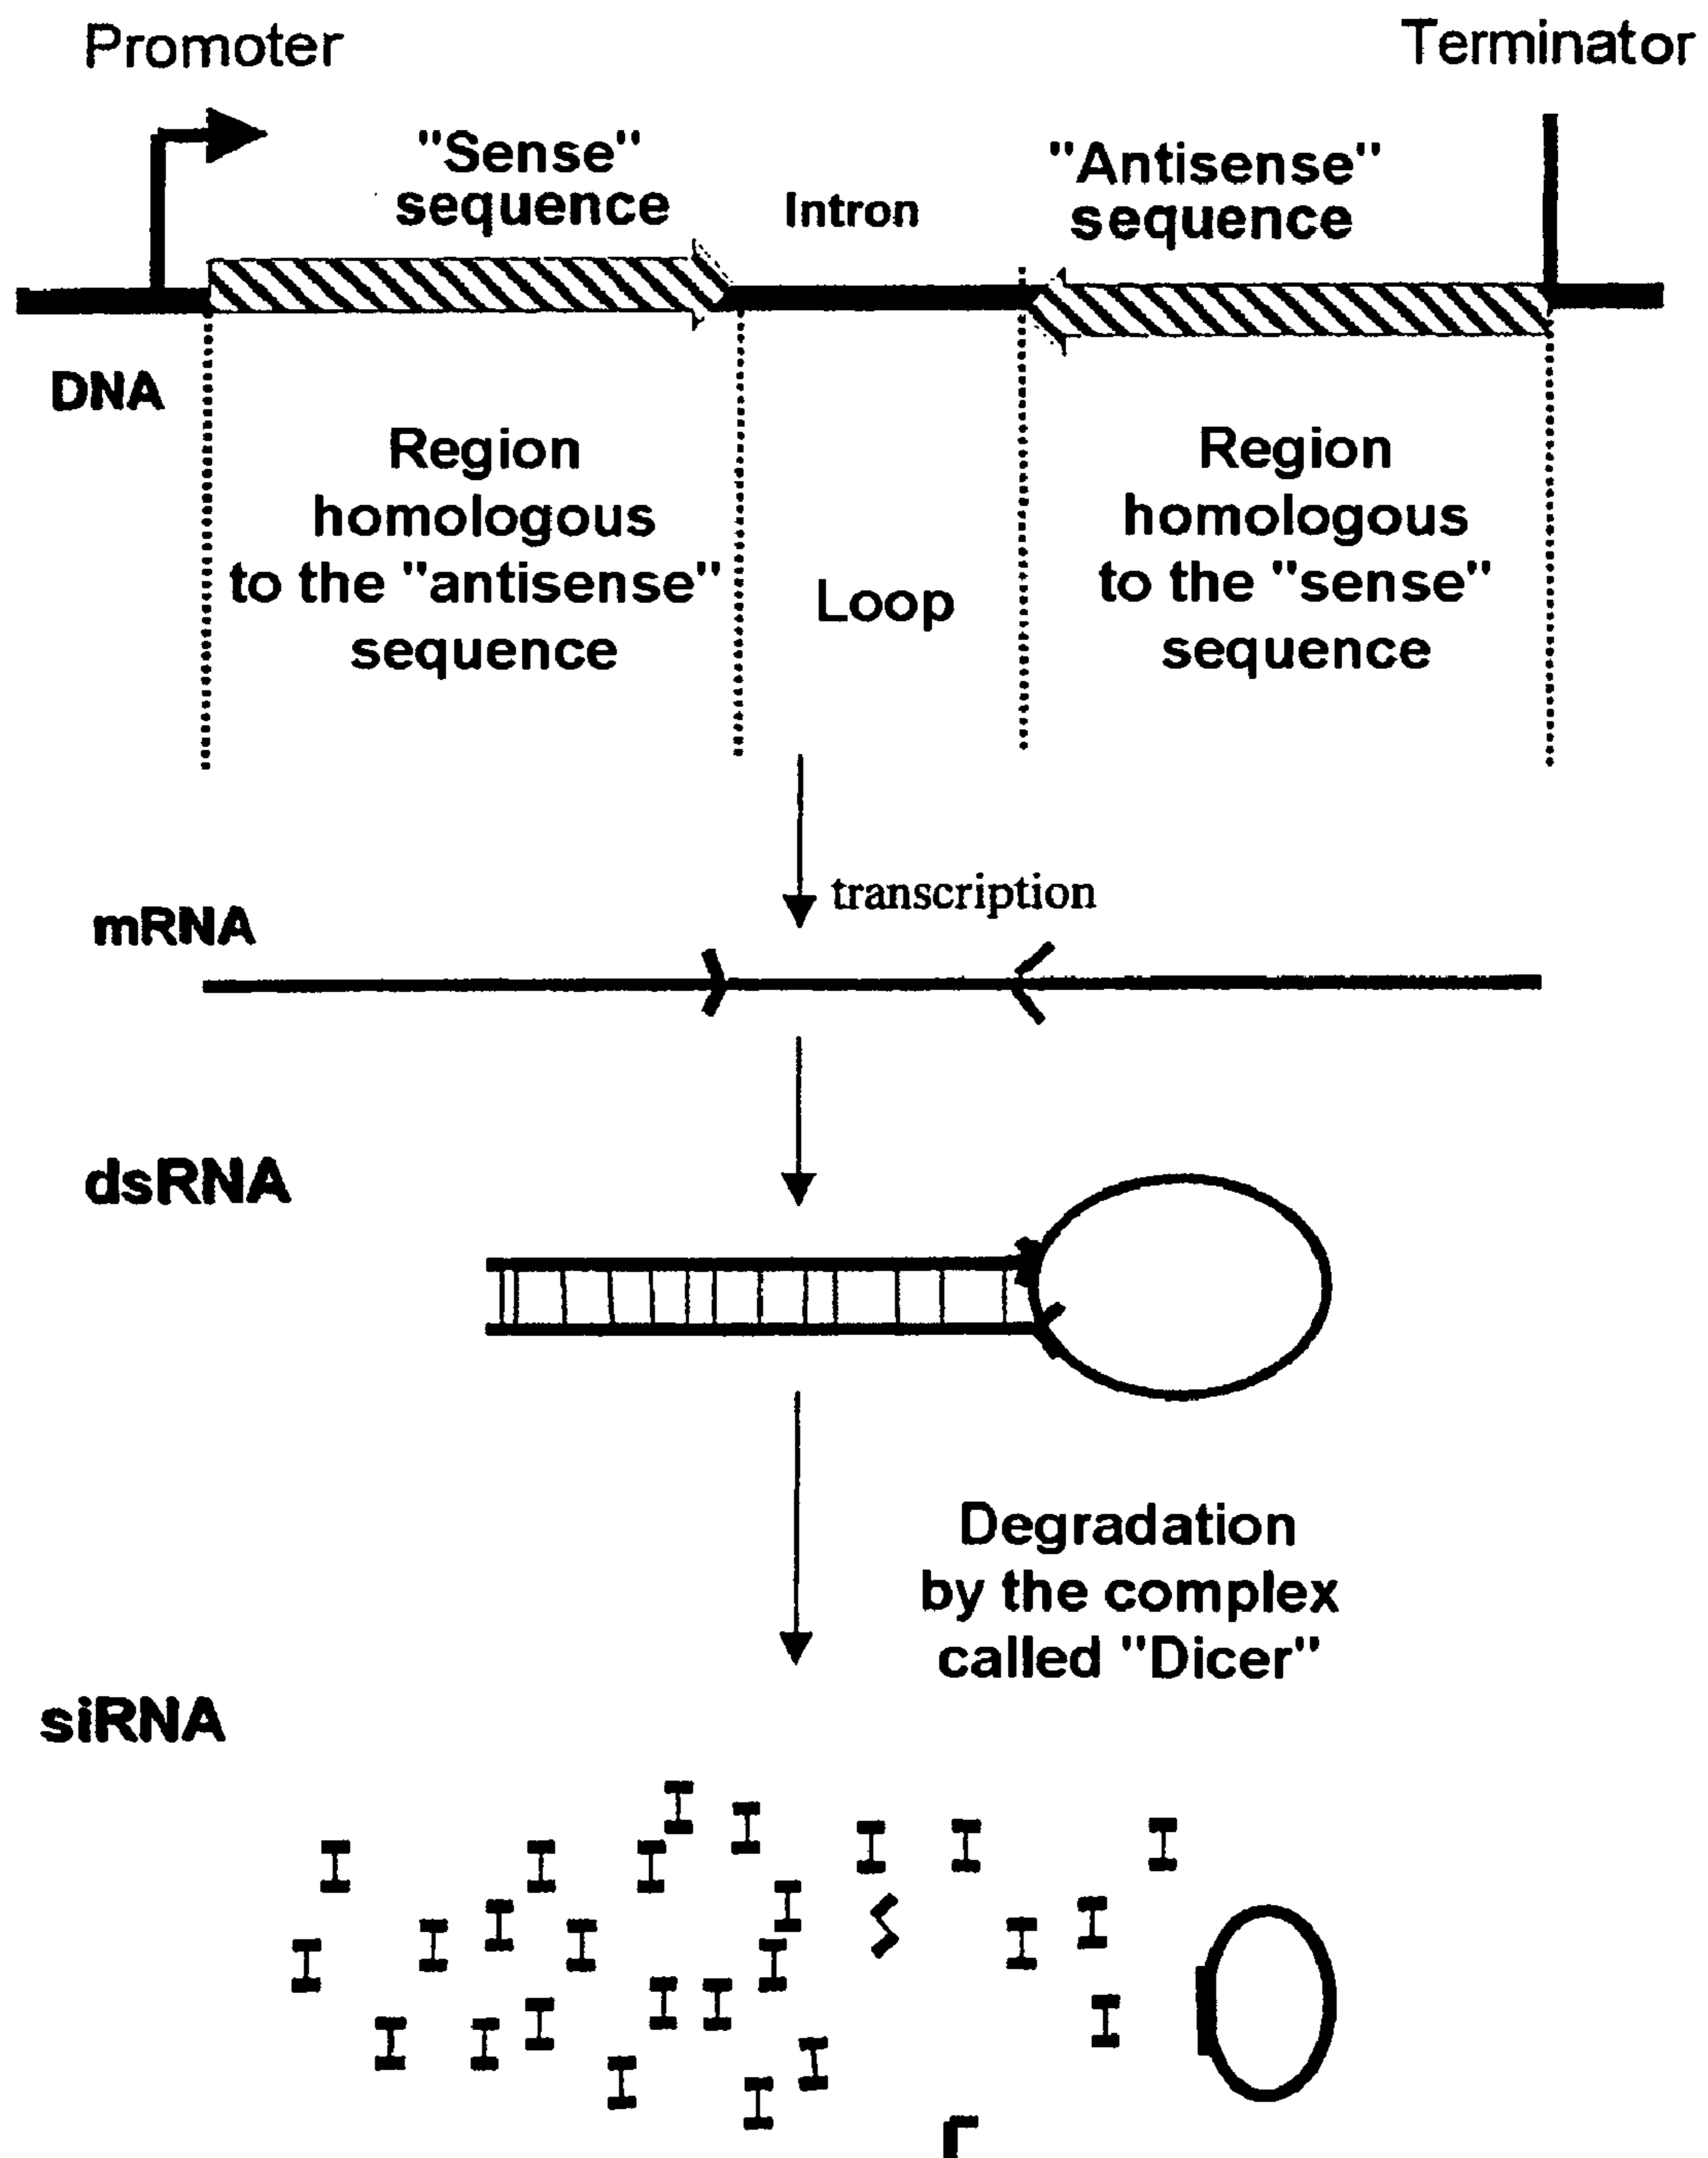 Promoter
Terminator
"Sense"
sequence
Intron
"Antisense"
sequence
DNA
Region
homologous
to the "antisense"
sequence
Loop
Region
homologous
to the "sense"
sequence
transcription
mRNA
dsRNA
Degradation
by the complex
called "Dicer"
siRNA